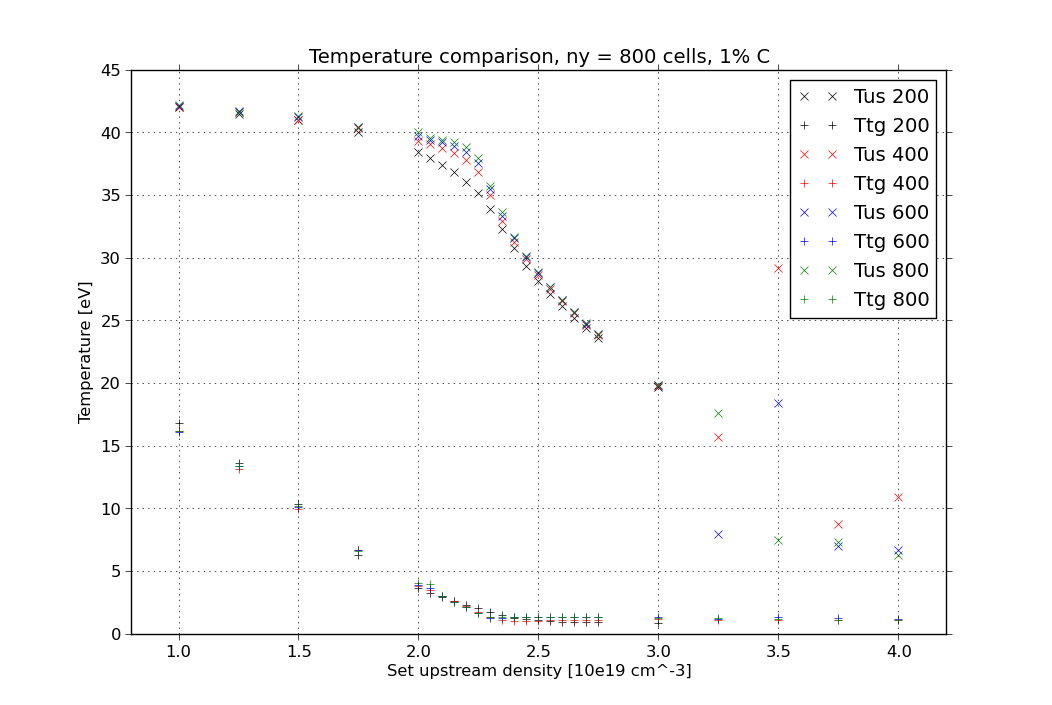 Temperature comparison, ny = 800 cells, 1% C
45
40
35
30
25
20
15
10
5
0
Temperature [eV]
Tus 200
Ttg 200
Tus 400
Ttg 400
Tus 600
Ttg 600
Tus 800
Ttg 800
1.0 1.5 2.0 2.5 3.0 3.5 4.0
Set upstream density [10e19 cm^-3]